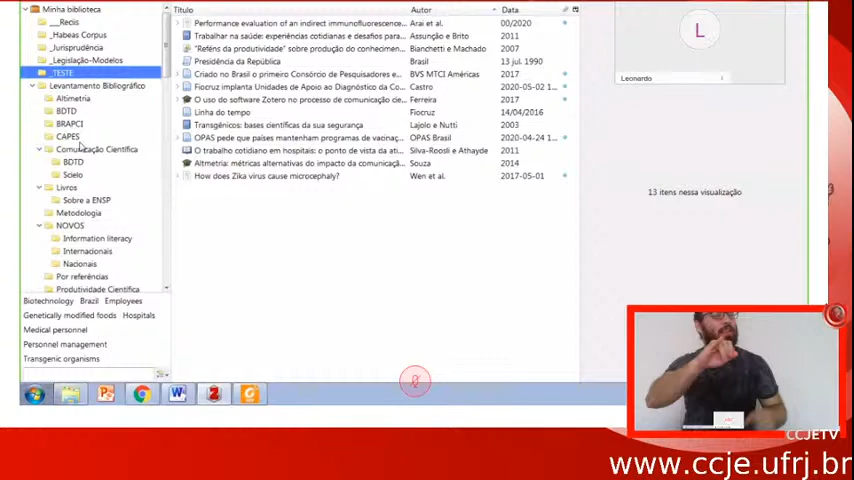 Minha biblioteca
__Recis
_Habeas Corpus
_Jurisprudência
_Legislação-Modelos
_TESTE
Levantamento Bibliográfico
Altimetria
BDTD
BRAPCI
CAPES
Comunicação Científica
BDTD
Scielo
Livros
Sobre a ENSP
Metodologia
NOVOS
Information literacy
Internacionais
Nacionais
Por referências
Produtividade Científica
Biotechnology Brazil Employees
Genetically modified foods Hospitals
Medical personnel
Personnel management
Transgenic organisms
Título Autor Data
Performance evaluation of an indirect immunofluorescence... Arai et al. 00/2020
Trabalhar na saúde: experiências cotidianas e desafios para... Assunção e Brito 2011
"Reféns da produtividade" sobre produção do conhecimen... Bianchetti e Machado 2007
Presidência da República Brasil 13 jul. 1990
Criado no Brasil o primeiro Consórcio de Pesquisadores e... BVS MTCI Américas 2017
Fiocruz implanta Unidades de Apoio ao Diagnóstico da Co... Castro 2020-05-02 1...
O uso do software Zotero no processo de comunicação cie... Ferreira 2017
Linha do tempo Fiocruz 14/04/2016
Transgênicos: bases científicas da sua segurança Lajolo e Nutti 2003
OPAS pede que países mantenham programas de vacinaç... OPAS Brasil 2020-04-24 1...
O trabalho cotidiano em hospitais: o ponto de vista da ati... Silva-Roosli e Athayde 2011
Altmetria: métricas alternativas do impacto da comunicaçã... Souza 2014
How does Zika virus cause microcephaly? Wen et al. 2017-05-01
L
Leonardo
13 itens nessa visualização
CCJETV
www.ccje.ufrj.br